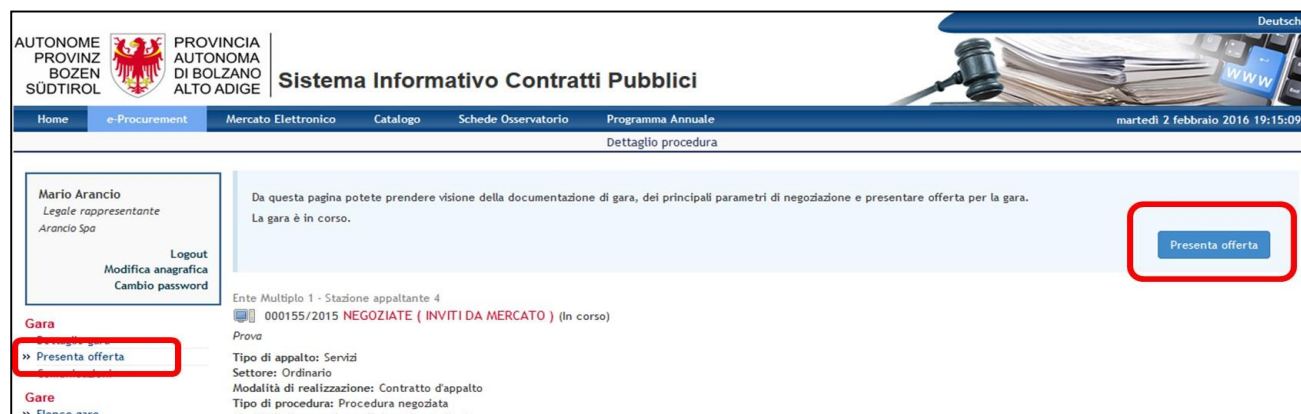 Deutsch
AUTONOME PROVINZ BOZEN SÜDTIROL
PROVINCIA AUTONOMA DI BOLZANO ALTO ADIGE
Sistema Informativo Contratti Pubblici
www
Home e-Procurement Mercato Elettronico Catalogo Schede Osservatorio Programma Annuale martedì 2 febbraio 2016 19:15:09
Dettaglio procedura
Mario Arancio
Legale rappresentante
Arancio Spa
Logout
Modifica anagrafica
Cambio password
Da questa pagina potete prendere visione della documentazione di gara, dei principali parametri di negoziazione e presentare offerta per la gara.
La gara è in corso.
Presenta offerta
Ente Multiplo 1 - Stazione appaltante 4
000155/2015 NEGOZIATE ( INVITI DA MERCATO ) (In corso)
Prova
Tipo di appalto: Servizi
Settore: Ordinario
Modalità di realizzazione: Contratto d'appalto
Tipo di procedura: Procedura negoziata
Gara
» Presenta offerta
Gare
» Elenco gare